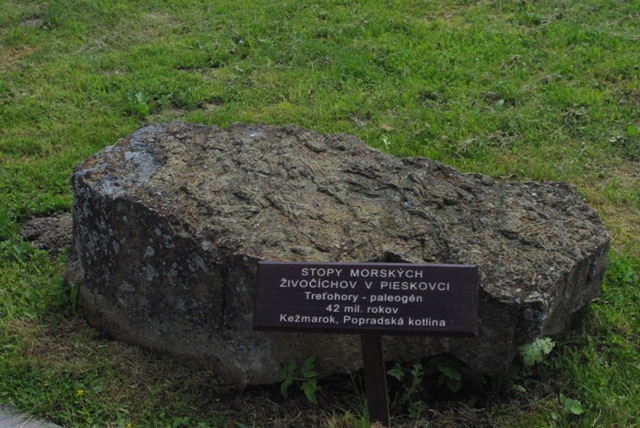 STOPY MORSKÝCH
ŽIVOČÍCHOV V PIESKOVCI
Treťohory - paleogén
42 mil. rokov
Kežmarok, Popradská kotlina